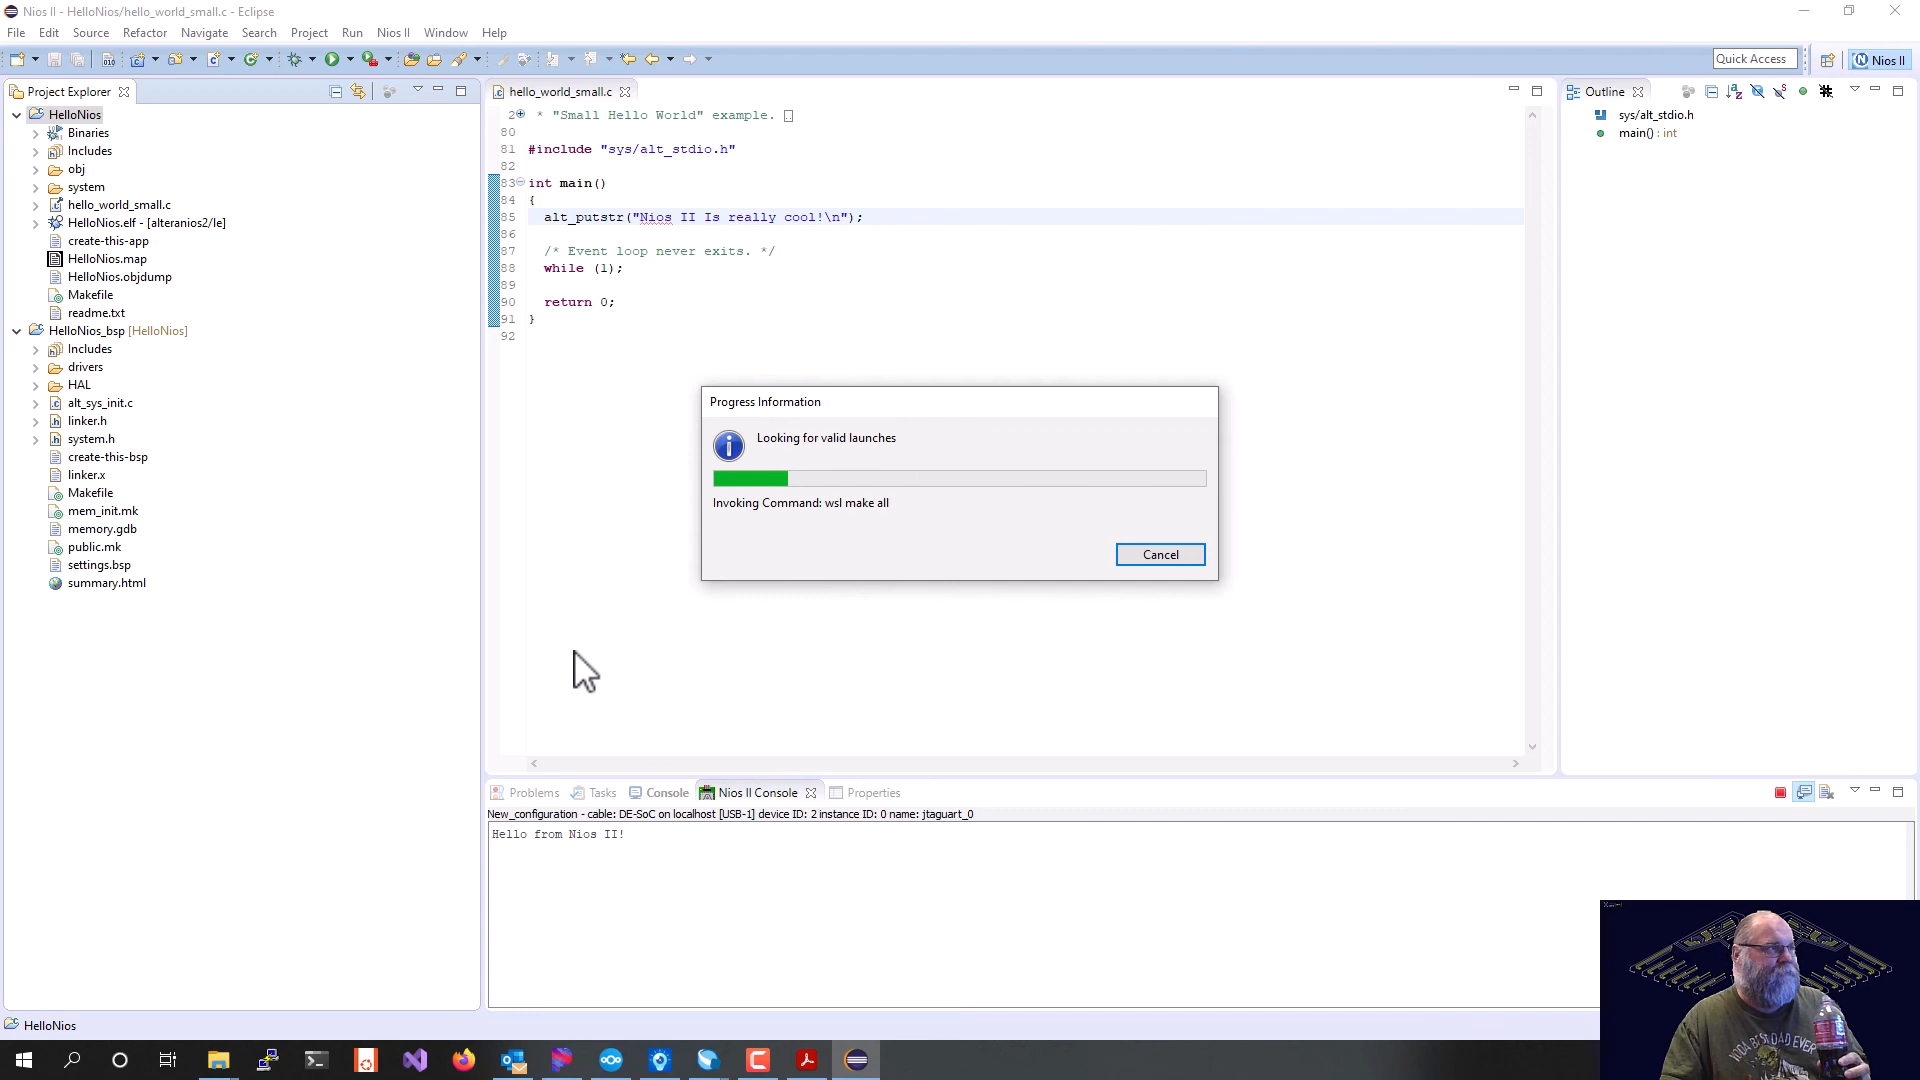 Nios II - HelloNios/hello_world_small.c - Eclipse
File Edit Source Refactor Navigate Search Project Run Nios II Window Help
Quick Access
Nios II
Project Explorer
HelloNios
Binaries
Includes
obj
system
hello_world_small.c
HelloNios.elf - [alteranios2/le]
create-this-app
HelloNios.map
HelloNios.objdump
Makefile
readme.txt
HelloNios_bsp [HelloNios]
Includes
drivers
HAL
alt_sys_init.c
linker.h
system.h
create-this-bsp
linker.x
Makefile
mem_init.mk
memory.gdb
public.mk
settings.bsp
summary.html
hello_world_small.c
2 * "Small Hello World" example.
80
81 #include "sys/alt_stdio.h"
82
83 int main()
84 {
85 alt_putstr("Nios II Is really cool!\n");
86
87 /* Event loop never exits. */
88 while (1);
89
90 return 0;
91 }
92
Outline
sys/alt_stdio.h
main() : int
Progress Information
Looking for valid launches
Invoking Command: wsl make all
Cancel
Problems Tasks Console Nios II Console Properties
New_configuration - cable: DE-SoC on localhost [USB-1] device ID: 2 instance ID: 0 name: jtaguart_0
Hello from Nios II!
HelloNios